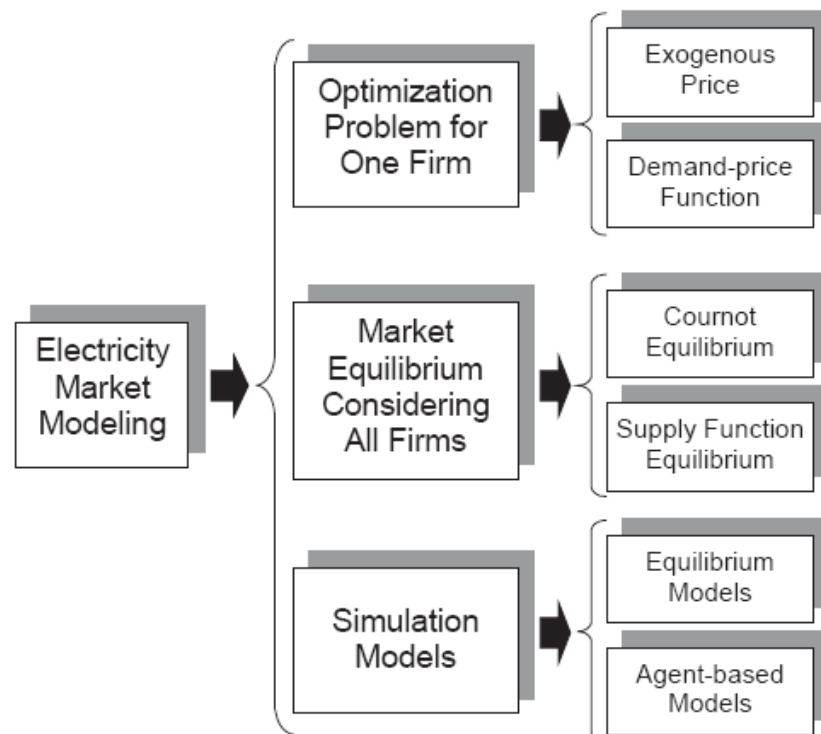 Electricity
Market
Modeling
Optimization
Problem for
One Firm
Exogenous
Price
Demand-price
Function
Market
Equilibrium
Considering
All Firms
Cournot
Equilibrium
Supply Function
Equilibrium
Simulation
Models
Equilibrium
Models
Agent-based
Models